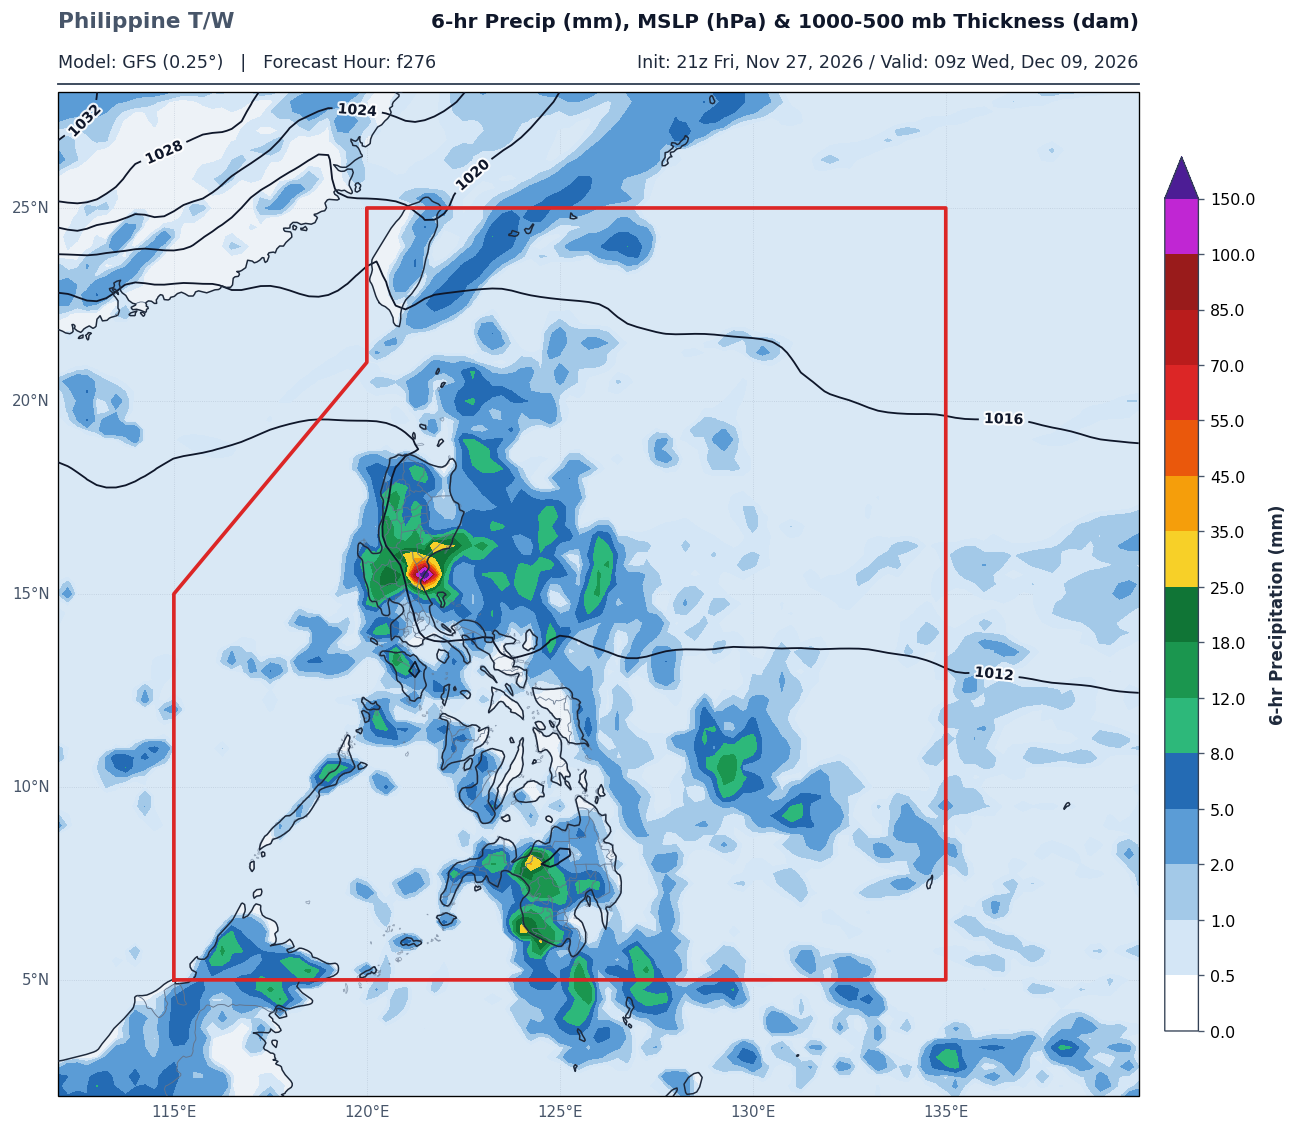 Philippine T/W
6-hr Precip (mm), MSLP (hPa) & 1000-500 mb Thickness (dam)
Model: GFS (0.25°) | Forecast Hour: f276
Init: 21z Fri, Nov 27, 2026 / Valid: 09z Wed, Dec 09, 2026
1032
1028
1024
1020
1016
1012
25°N
20°N
15°N
10°N
5°N
115°E
120°E
125°E
130°E
135°E
150.0
100.0
85.0
70.0
55.0
45.0
35.0
25.0
18.0
12.0
8.0
5.0
2.0
1.0
0.5
0.0
6-hr Precipitation (mm)